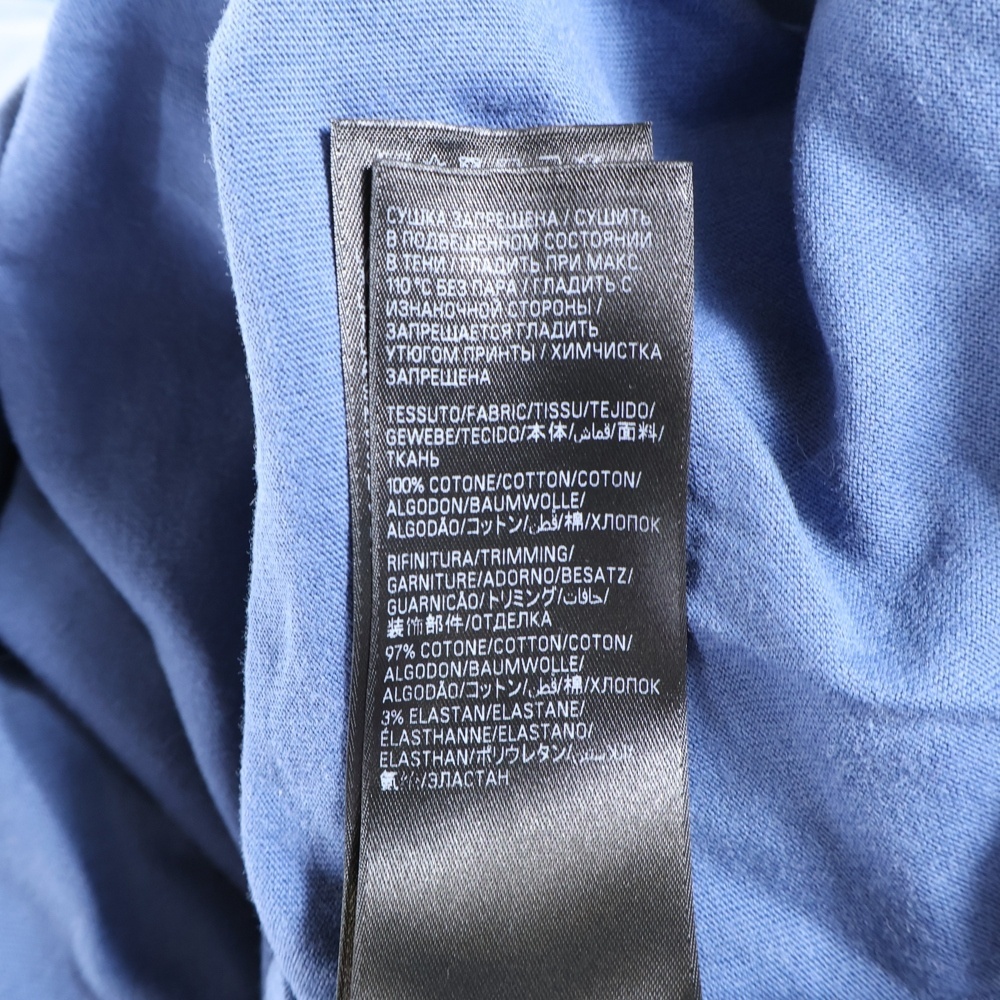 СУШКА ЗАПРЕЩЕНА / СУШИТЬ
В ПОДВЕШЕННОМ СОСТОЯНИИ
В ТЕНИ / ГЛАДИТЬ ПРИ МАКС.
110 °C БЕЗ ПАРА / ГЛАДИТЬ С
ИЗНАНОЧНОЙ СТОРОНЫ /
ЗАПРЕЩАЕТСЯ ГЛАДИТЬ
УТЮГОМ ПРИНТЫ / ХИМЧИСТКА
ЗАПРЕЩЕНА
TESSUTO/FABRIC/TISSU/TEJIDO/
GEWEBE/TECIDO/本体/قماش/面料/
ТКАНЬ
100% COTONE/COTTON/COTON/
ALGODON/BAUMWOLLE/
ALGODÃO/コットン/قطن/棉/ХЛОПОК
RIFINITURA/TRIMMING/
GARNITURE/ADORNO/BESATZ/
GUARNICÃO/トリミング/حافات/
装饰部件/ОТДЕЛКА
97% COTONE/COTTON/COTON/
ALGODON/BAUMWOLLE/
ALGODÃO/コットン/قطن/棉/ХЛОПОК
3% ELASTAN/ELASTANE/
ÉLASTHANNE/ELASTANO/
ELASTHAN/ポリウレタン/
/ЭЛАСТАН